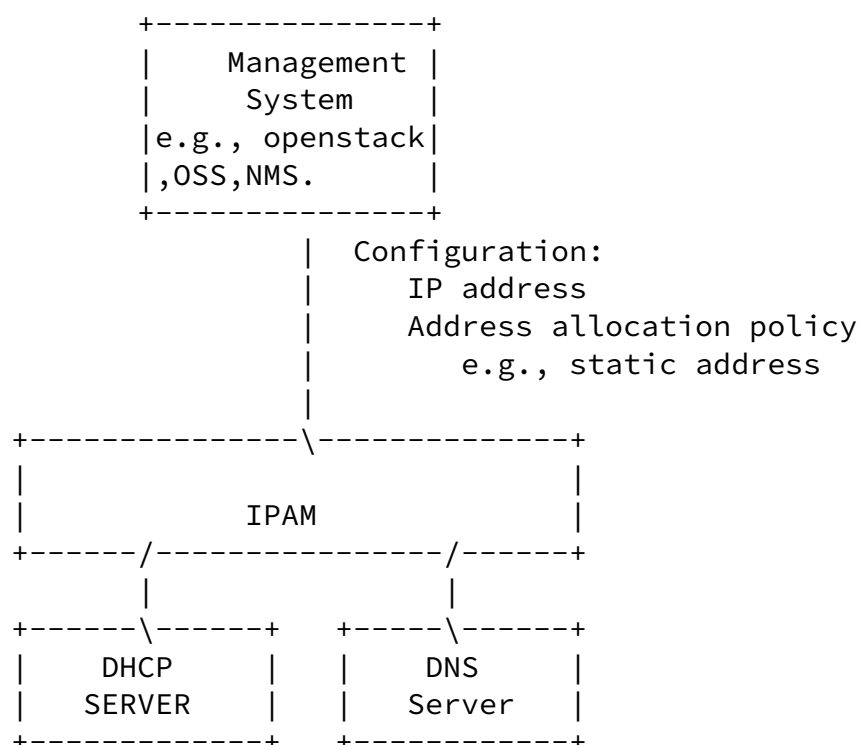 Management
System
e.g., openstack
,OSS,NMS.
Configuration:
IP address
Address allocation policy
e.g., static address
IPAM
DHCP DNS
SERVER Server